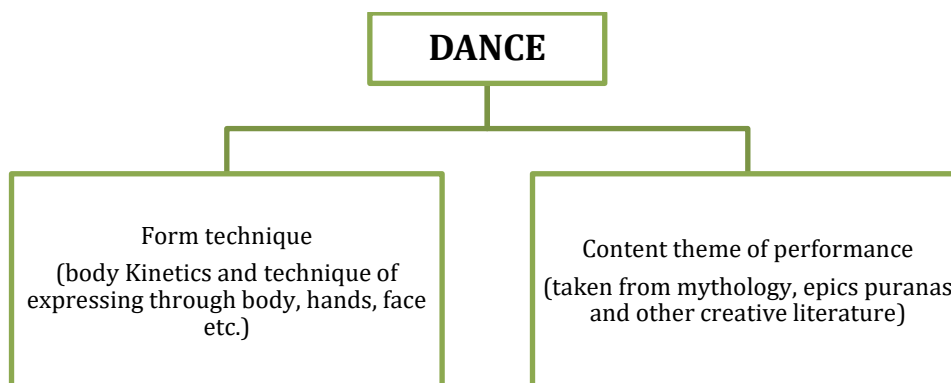 DANCE
Form technique
(body Kinetics and technique of
expressing through body, hands, face
etc.)
Content theme of performance
(taken from mythology, epics puranas
and other creative literature)